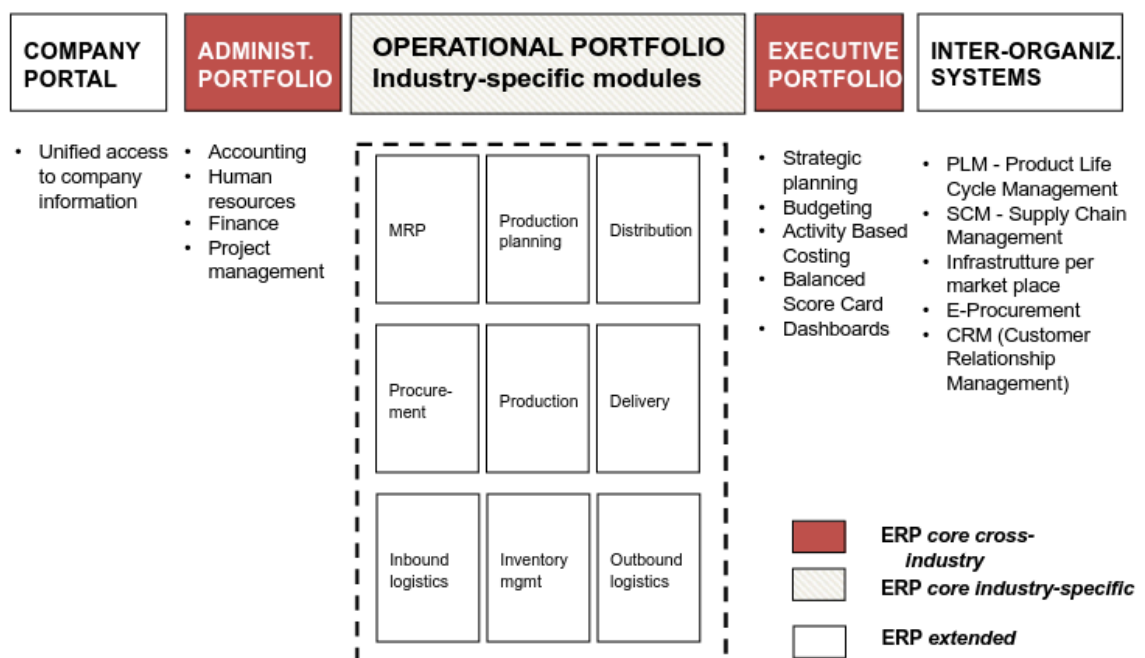 COMPANY
PORTAL
ADMINIST.
PORTFOLIO
OPERATIONAL PORTFOLIO
Industry-specific modules
EXECUTIVE
PORTFOLIO
INTER-ORGANIZ.
SYSTEMS
• Unified access
to company
information
• Accounting
• Human
resources
• Finance
• Project
management
MRP
Production
planning
Distribution
Procure-
ment
Production
Delivery
Inbound
logistics
Inventory
mgmt
Outbound
logistics
• Strategic
planning
• Budgeting
• Activity Based
Costing
• Balanced
Score Card
• Dashboards
• PLM - Product Life
Cycle Management
• SCM - Supply Chain
Management
• Infrastrutture per
market place
• E-Procurement
• CRM (Customer
Relationship
Management)
ERP core cross-
industry
ERP core industry-specific
ERP extended